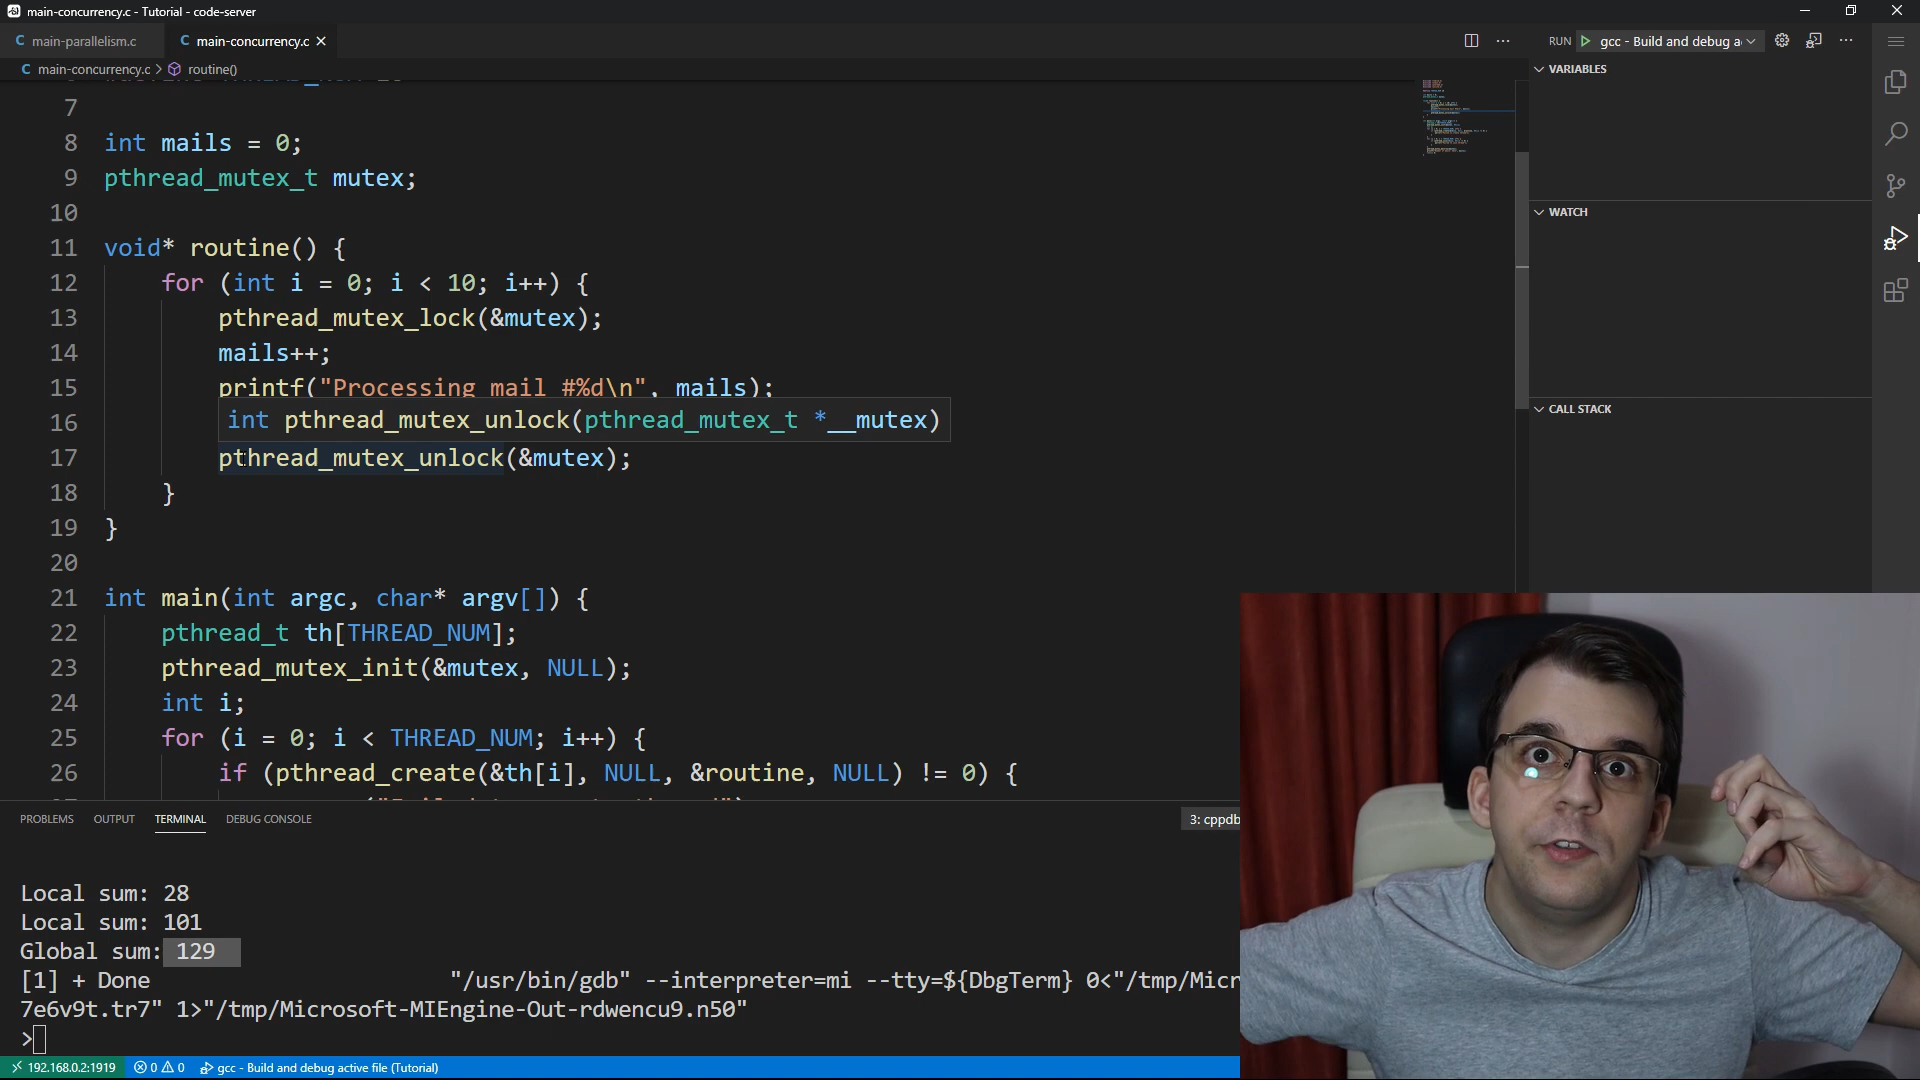 main-concurrency.c - Tutorial - code-server
main-parallelism.c
main-concurrency.c
main-concurrency.c > routine()
7
8 int mails = 0;
9 pthread_mutex_t mutex;
10
11 void* routine() {
12 for (int i = 0; i < 10; i++) {
13 pthread_mutex_lock(&mutex);
14 mails++;
15 printf("Processing mail #%d\n", mails);
16 int pthread_mutex_unlock(pthread_mutex_t *__mutex)
17 pthread_mutex_unlock(&mutex);
18 }
19 }
20
21 int main(int argc, char* argv[]) {
22 pthread_t th[THREAD_NUM];
23 pthread_mutex_init(&mutex, NULL);
24 int i;
25 for (i = 0; i < THREAD_NUM; i++) {
26 if (pthread_create(&th[i], NULL, &routine, NULL) != 0) {
RUN gcc - Build and debug a
VARIABLES
WATCH
CALL STACK
PROBLEMS OUTPUT TERMINAL DEBUG CONSOLE 3: cppdb
Local sum: 28
Local sum: 101
Global sum: 129
[1] + Done "/usr/bin/gdb" --interpreter=mi --tty=${DbgTerm} 0<"/tmp/Micr
7e6v9t.tr7" 1>"/tmp/Microsoft-MIEngine-Out-rdwencu9.n50"
>
192.168.0.2:1919 0 0 gcc - Build and debug active file (Tutorial)